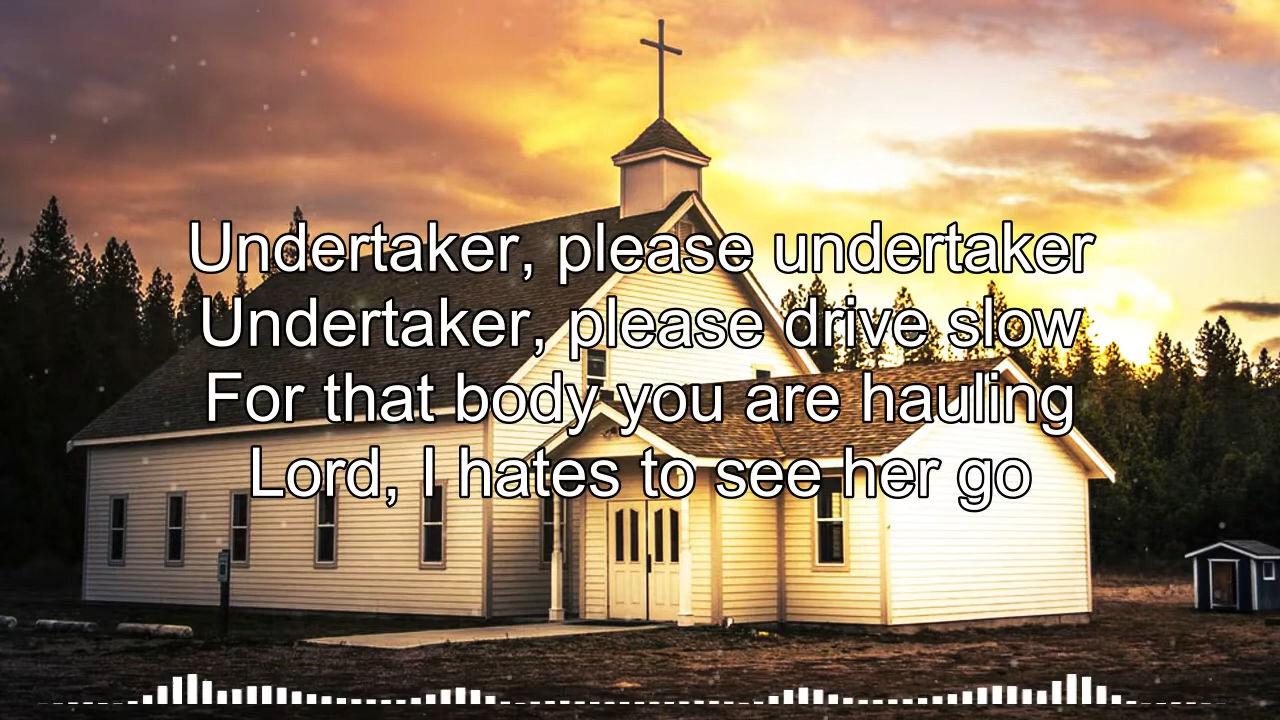 Undertaker, please undertaker
Undertaker, please drive slow
For that body you are hauling
Lord, I hates to see her go